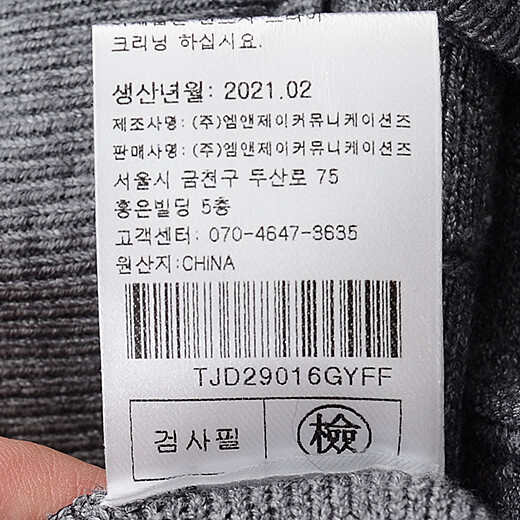 크리닝 하십시요.
생산년월: 2021.02
제조사명: (주)엠앤제이커뮤니케이션즈
판매사명: (주)엠앤제이커뮤니케이션즈
서울시 금천구 두산로 75
홍은빌딩 5층
고객센터: 070-4647-3635
원산지:CHINA
TJD29016GYFF
검사필 檢